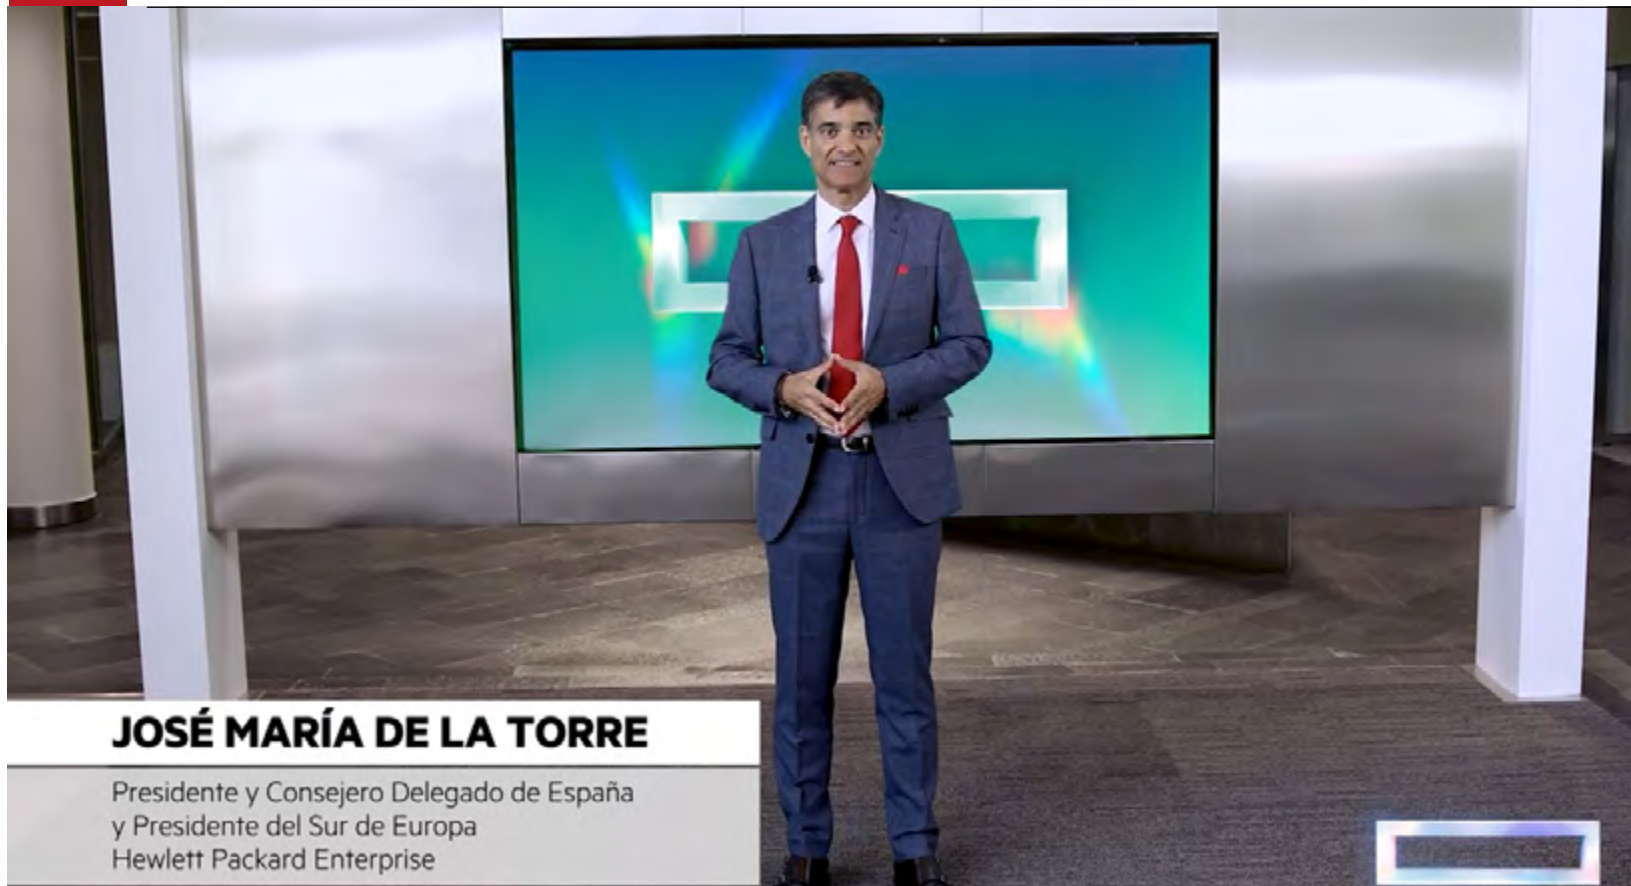 JOSÉ MARÍA DE LA TORRE
Presidente y Consejero Delegado de España
y Presidente del Sur de Europa
Hewlett Packard Enterprise